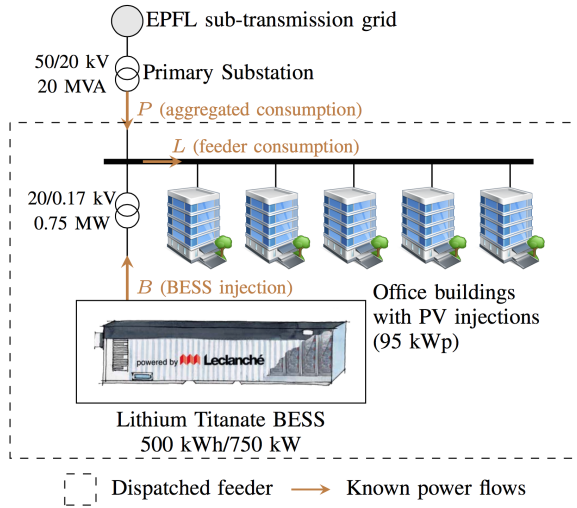 EPFL sub-transmission grid
50/20 kV
20 MVA
Primary Substation
P (aggregated consumption)
L (feeder consumption)
20/0.17 kV
0.75 MW
B (BESS injection)
Office buildings
with PV injections
(95 kWp)
powered by Leclanché
Lithium Titanate BESS
500 kWh/750 kW
Dispatched feeder
Known power flows